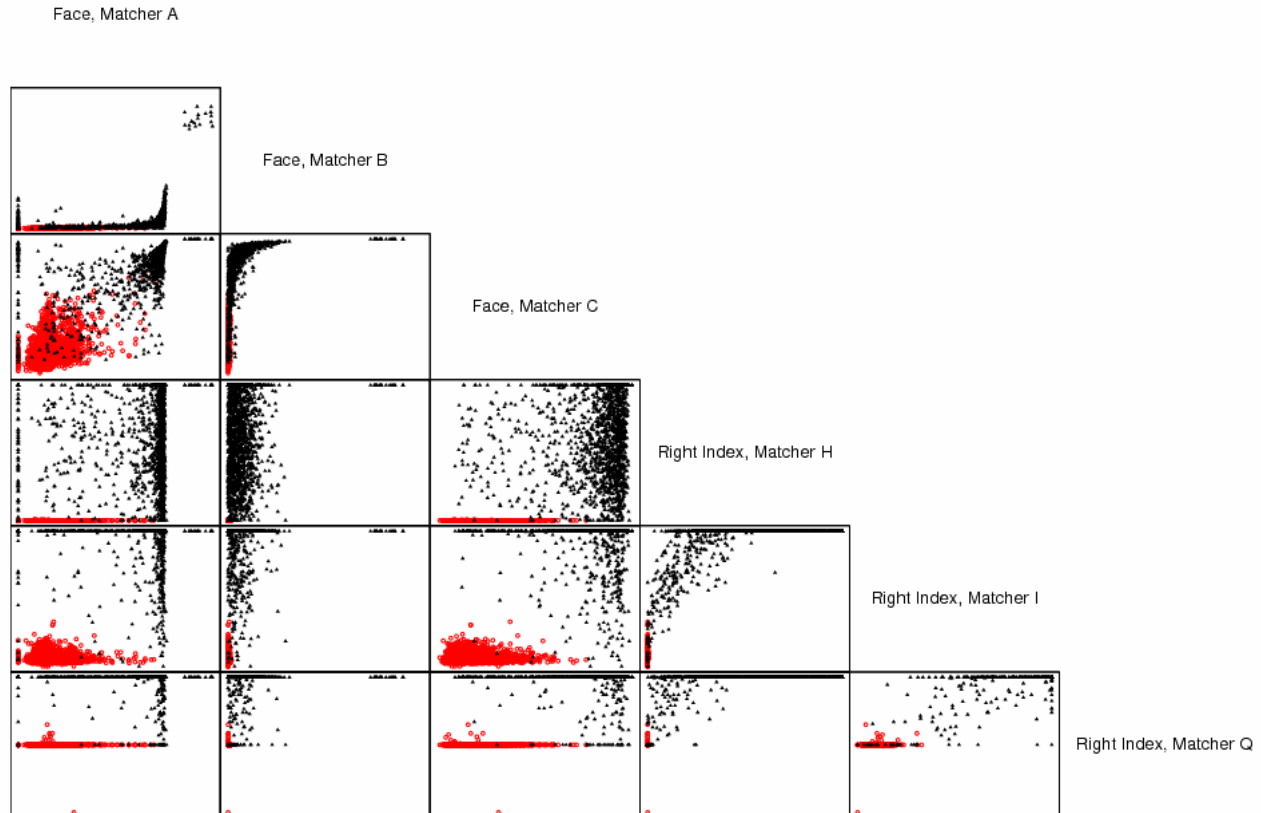 Face, Matcher A
Face, Matcher B
Face, Matcher C
Right Index, Matcher H
Right Index, Matcher I
Right Index, Matcher Q